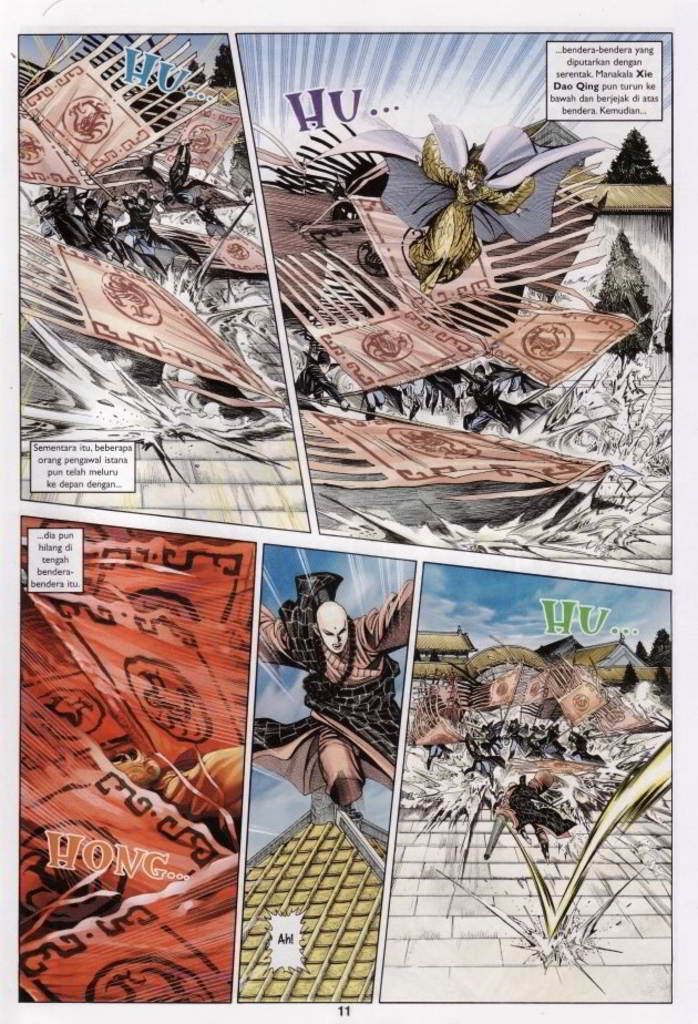 HU...
Sementara itu, beberapa
orang pengawal istana
pun telah meluru
ke depan dengan...
HU...
...bendera-bendera yang
diputarkan dengan
serentak. Manakala Xie
Dao Qing pun turun ke
bawah dan berjejak di atas
bendera. Kemudian...
...dia pun
hilang di
tengah
bendera-
bendera itu.
HONG...
Ah!
HU...
11